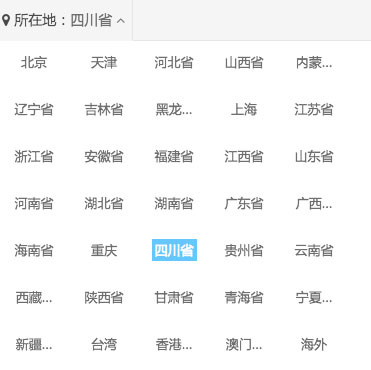 所在地：四川省
北京 天津 河北省 山西省 内蒙...
辽宁省 吉林省 黑龙... 上海 江苏省
浙江省 安徽省 福建省 江西省 山东省
河南省 湖北省 湖南省 广东省 广西...
海南省 重庆 四川省 贵州省 云南省
西藏... 陕西省 甘肃省 青海省 宁夏...
新疆... 台湾 香港... 澳门... 海外